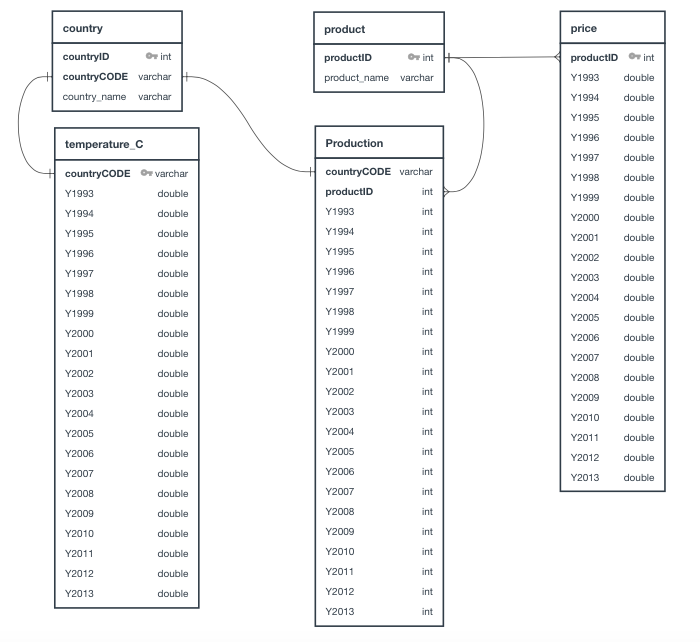 country
countryID int
countryCODE varchar
country_name varchar
temperature_C
countryCODE varchar
Y1993 double
Y1994 double
Y1995 double
Y1996 double
Y1997 double
Y1998 double
Y1999 double
Y2000 double
Y2001 double
Y2002 double
Y2003 double
Y2004 double
Y2005 double
Y2006 double
Y2007 double
Y2008 double
Y2009 double
Y2010 double
Y2011 double
Y2012 double
Y2013 double
product
productID int
product_name varchar
Production
countryCODE varchar
productID int
Y1993 int
Y1994 int
Y1995 int
Y1996 int
Y1997 int
Y1998 int
Y1999 int
Y2000 int
Y2001 int
Y2002 int
Y2003 int
Y2004 int
Y2005 int
Y2006 int
Y2007 int
Y2008 int
Y2009 int
Y2010 int
Y2011 int
Y2012 int
Y2013 int
price
productID int
Y1993 double
Y1994 double
Y1995 double
Y1996 double
Y1997 double
Y1998 double
Y1999 double
Y2000 double
Y2001 double
Y2002 double
Y2003 double
Y2004 double
Y2005 double
Y2006 double
Y2007 double
Y2008 double
Y2009 double
Y2010 double
Y2011 double
Y2012 double
Y2013 double